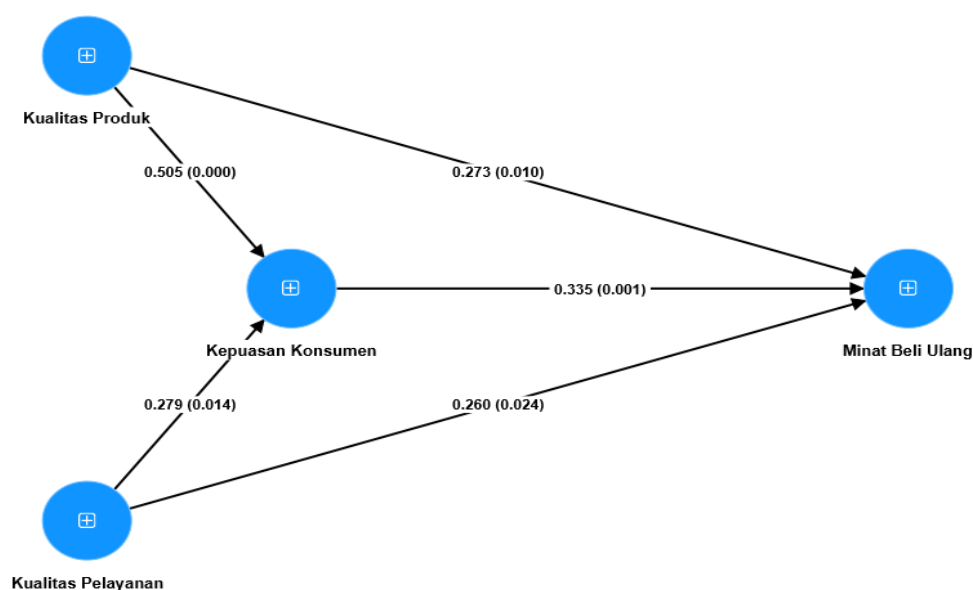 Kualitas Produk
0.505 (0.000)
0.273 (0.010)
Kepuasan Konsumen
0.335 (0.001)
Minat Beli Ulang
0.279 (0.014)
0.260 (0.024)
Kualitas Pelayanan